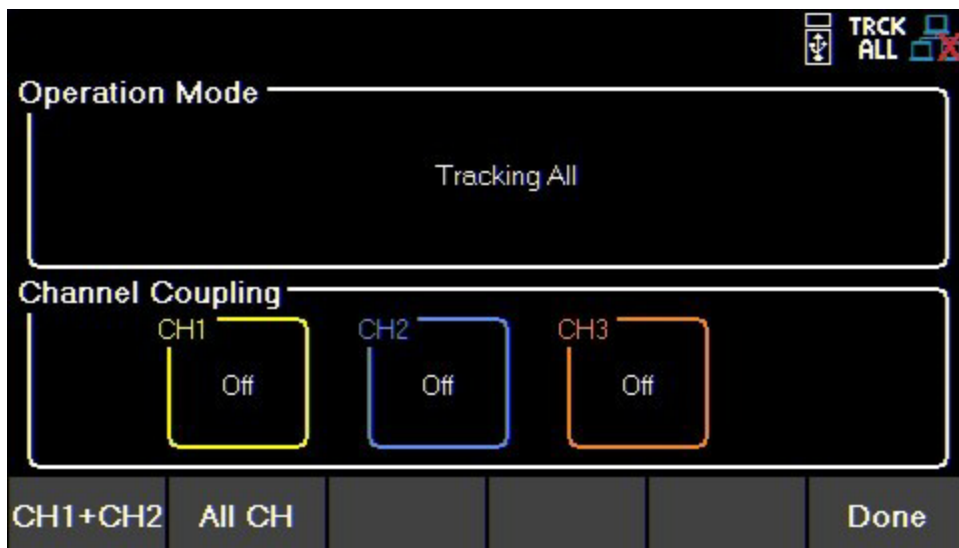 TRCK
ALL
Operation Mode
Tracking All
Channel Coupling
CH1 CH2 CH3
Off Off Off
CH1+CH2 All CH Done